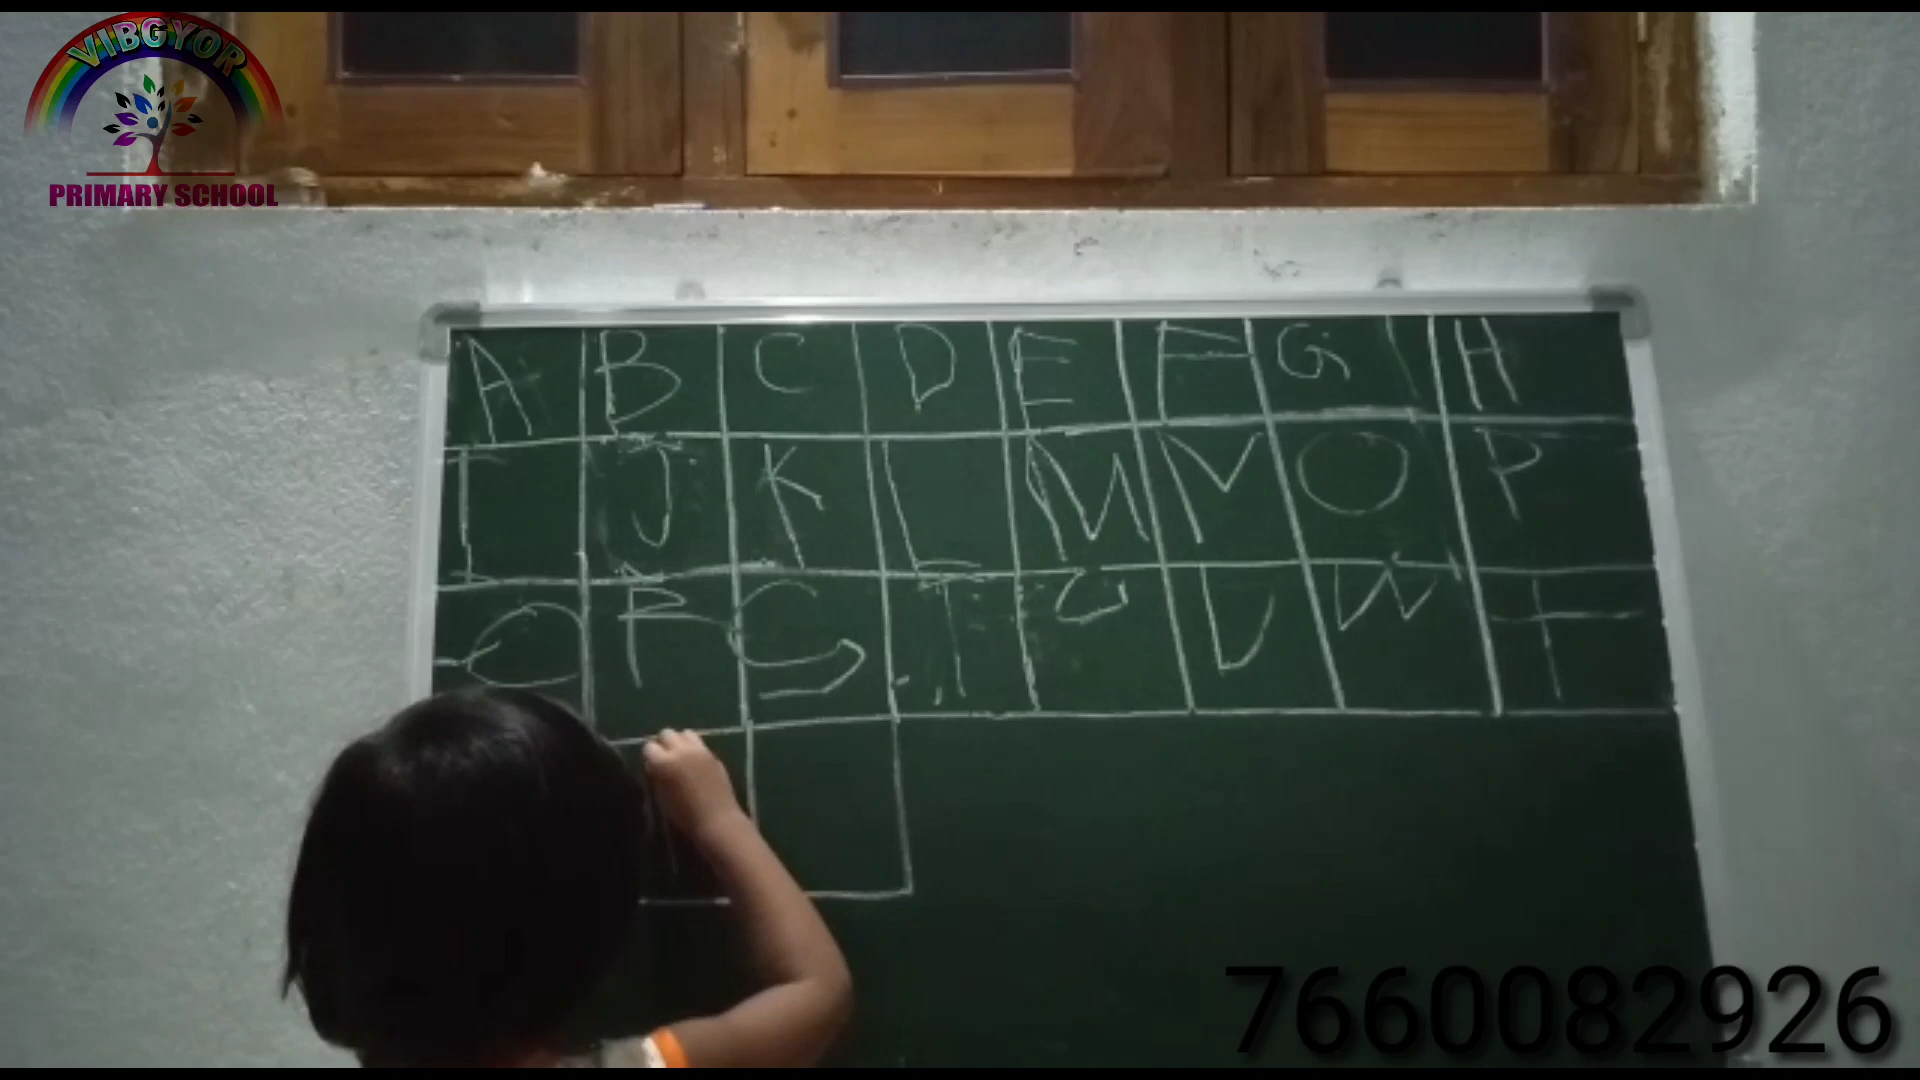 VIBGYOR
PRIMARY SCHOOL
A B C D E F G H
I J K L M N O P
Q R S T U V W
7660082926